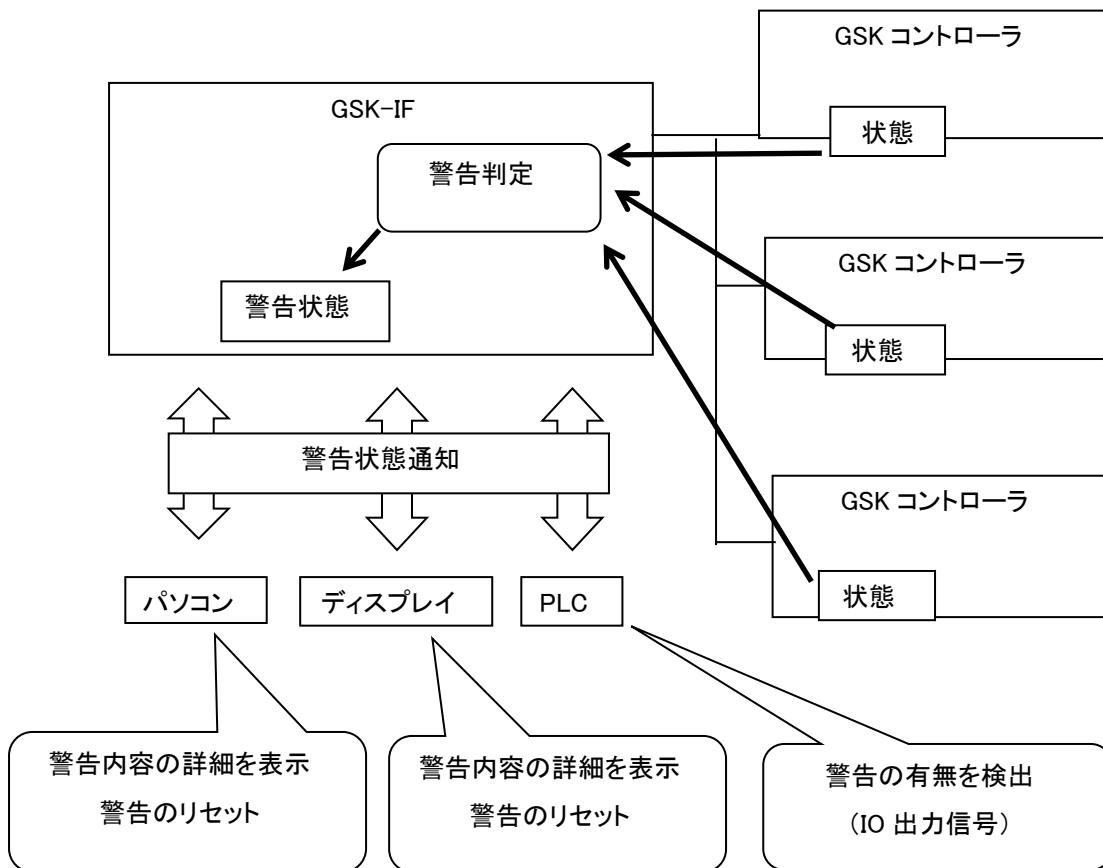 GSK コントローラ
状態
GSK-IF
警告判定
警告状態
GSK コントローラ
状態
警告状態通知
GSK コントローラ
状態
パソコン
ディスプレイ
PLC
警告内容の詳細を表示
警告のリセット
警告内容の詳細を表示
警告のリセット
警告の有無を検出
(IO 出力信号)